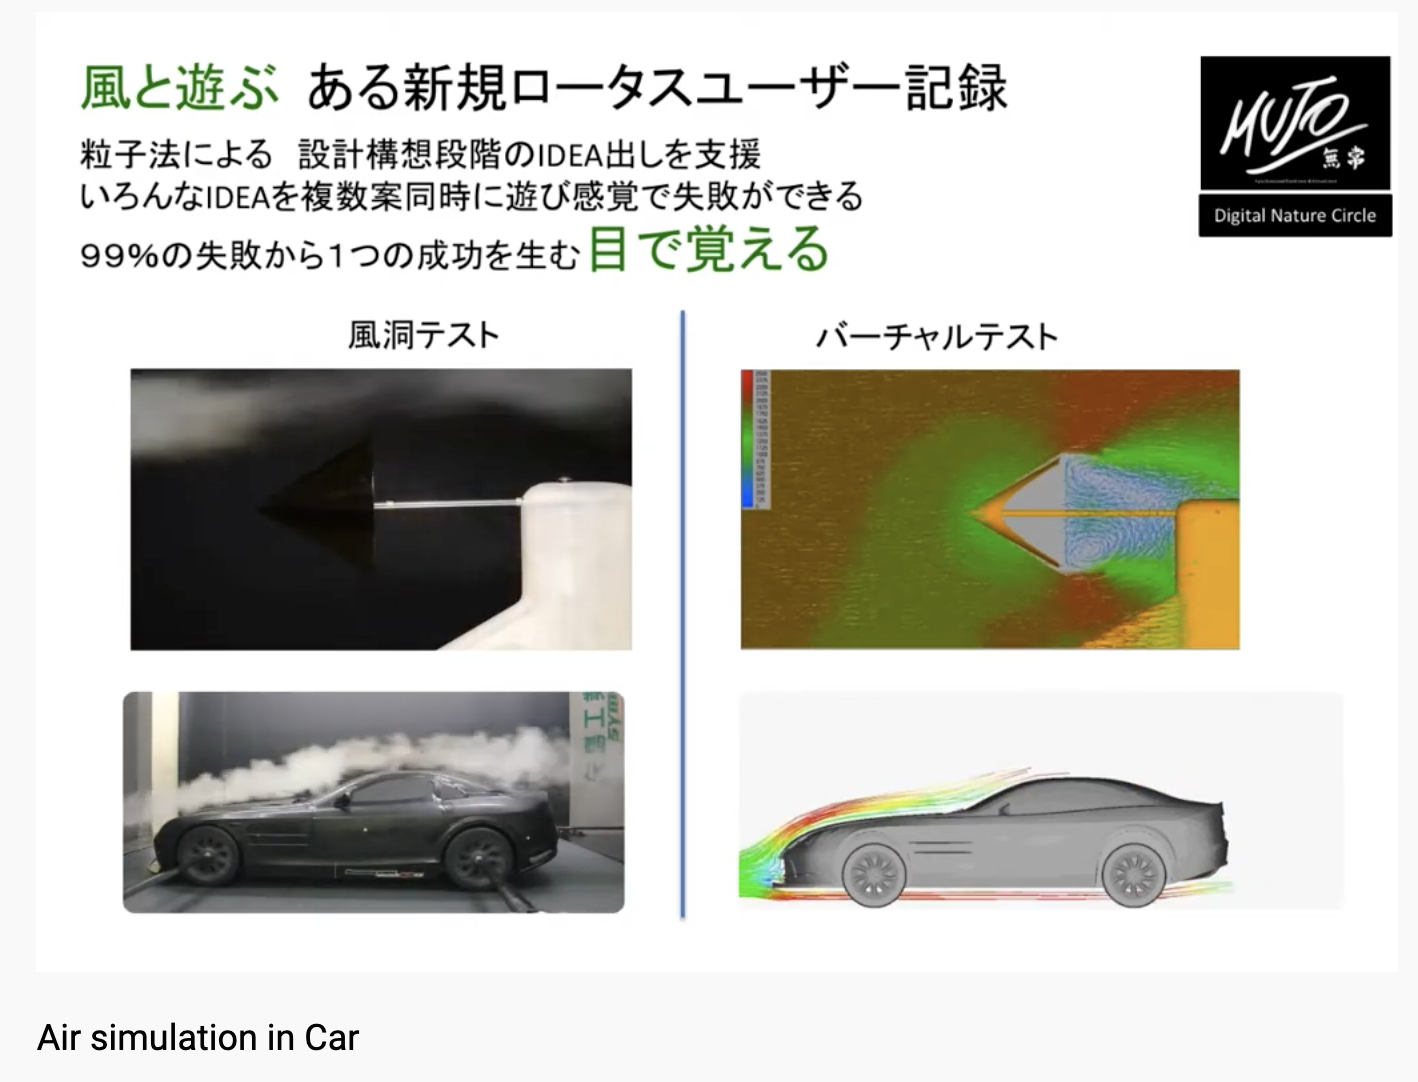 風と遊ぶ ある新規ロータスユーザー記録
粒子法による 設計構想段階のIDEA出しを支援
いろんなIDEAを複数案同時に遊び感覚で失敗ができる
99%の失敗から1つの成功を生む目で覚える
MUJO
無常
Digital Nature Circle
風洞テスト
バーチャルテスト
Air simulation in Car